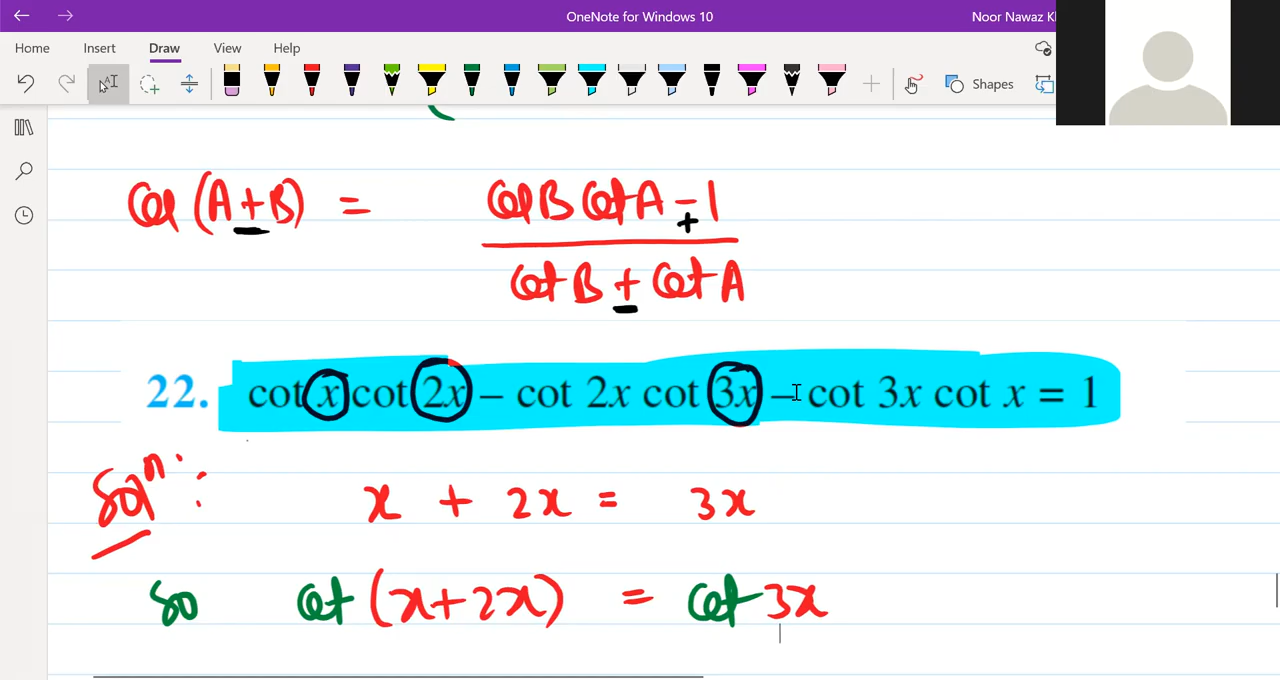 OneNote for Windows 10
Noor Nawaz Kh
Home Insert Draw View Help
Shapes
Cot (A+B) = Cot B Cot A - 1
+
Cot B + Cot A
22. cot x cot 2x – cot 2x cot 3x – cot 3x cot x = 1
Solⁿ: x + 2x = 3x
So Cot (x+2x) = Cot 3x